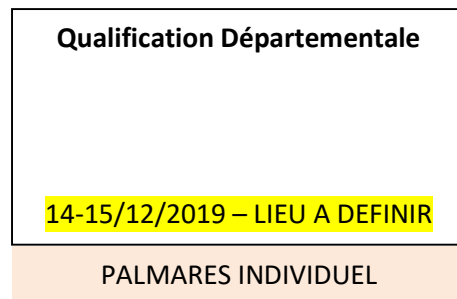 Qualification Départementale
14-15/12/2019 – LIEU A DEFINIR
PALMARES INDIVIDUEL